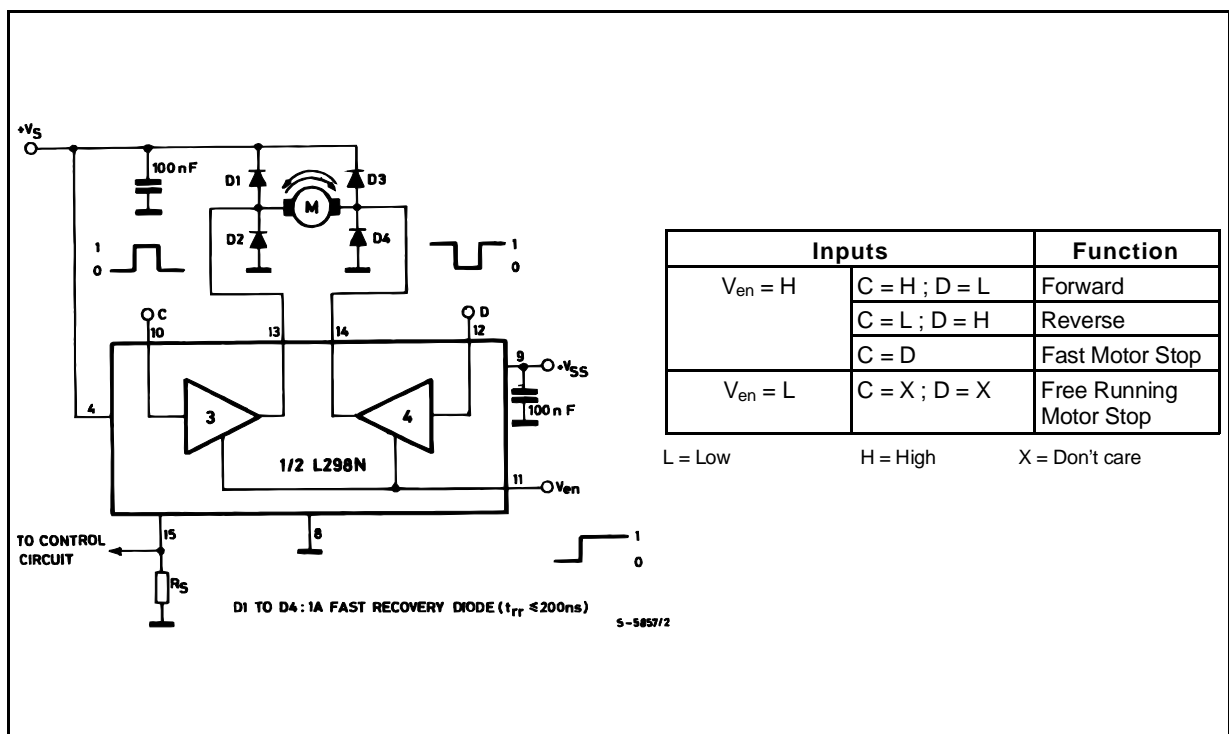 +VS
100nF
D1
D3
M
D2
D4
1
0
1
0
C
D
10
13
14
12
9
+VSS
100nF
4
3
4
1/2 L298N
11
Ven
15
8
TO CONTROL
CIRCUIT
RS
1
0
D1 TO D4 : 1A FAST RECOVERY DIODE (trr ≤ 200ns)
S-5857/2
Inputs Function
Ven = H C = H ; D = L Forward
C = L ; D = H Reverse
C = D Fast Motor Stop
Ven = L C = X ; D = X Free Running
Motor Stop
L = Low H = High X = Don't care